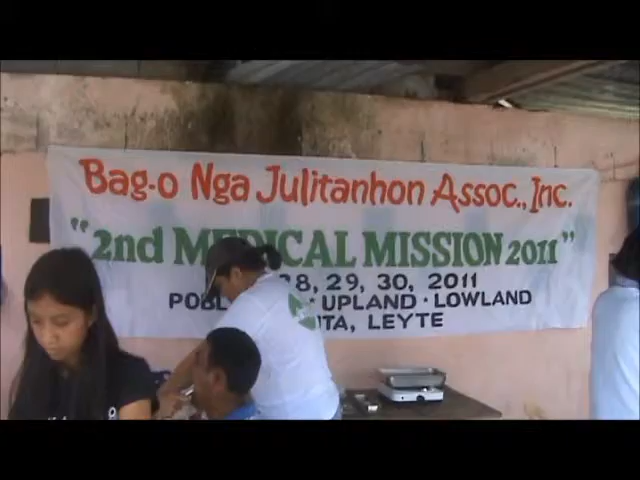 Bag-o Nga Julitanhon Assoc., Inc.
"2nd MEDICAL MISSION 2011"
28, 29, 30, 2011
UPLAND · LOWLAND
LEYTE